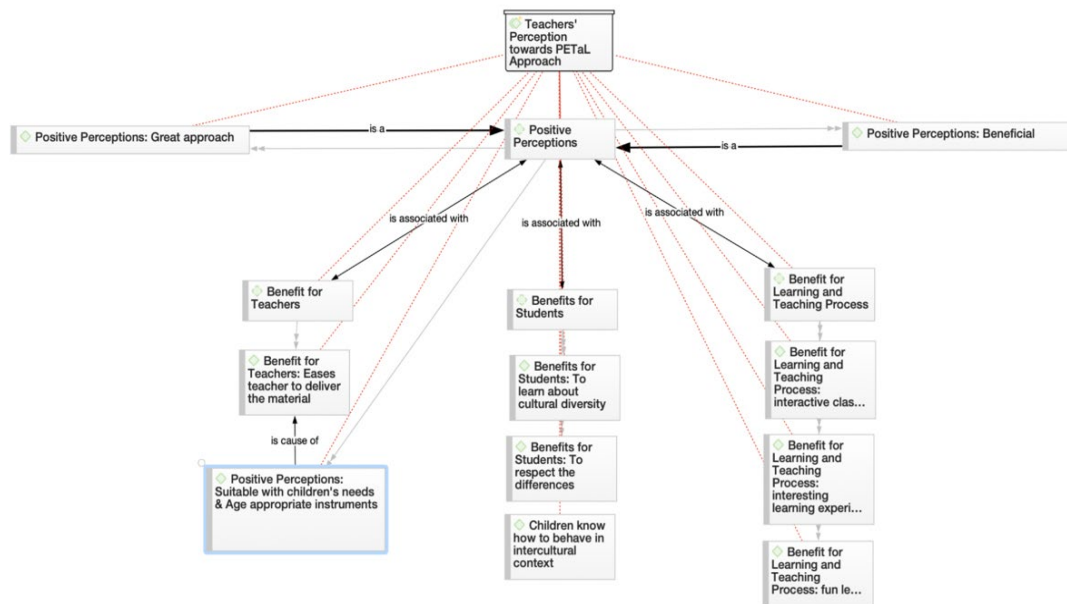 Teachers'
Perception
towards PETaL
Approach
Positive Perceptions: Great approach
is a
Positive
Perceptions
Positive Perceptions: Beneficial
is a
is associated with
is associated with
is associated with
Benefit for
Teachers
Benefits for
Students
Benefit for
Learning and
Teaching Process
Benefit for
Teachers: Eases
teacher to deliver
the material
Benefits for
Students: To
learn about
cultural diversity
Benefit for
Learning and
Teaching
Process:
interactive clas...
is cause of
Benefits for
Students: To
respect the
differences
Benefit for
Learning and
Teaching
Process:
interesting
learning experi...
Positive Perceptions:
Suitable with children's needs
& Age appropriate instruments
Children know
how to behave in
intercultural
context
Benefit for
Learning and
Teaching
Process: fun le...